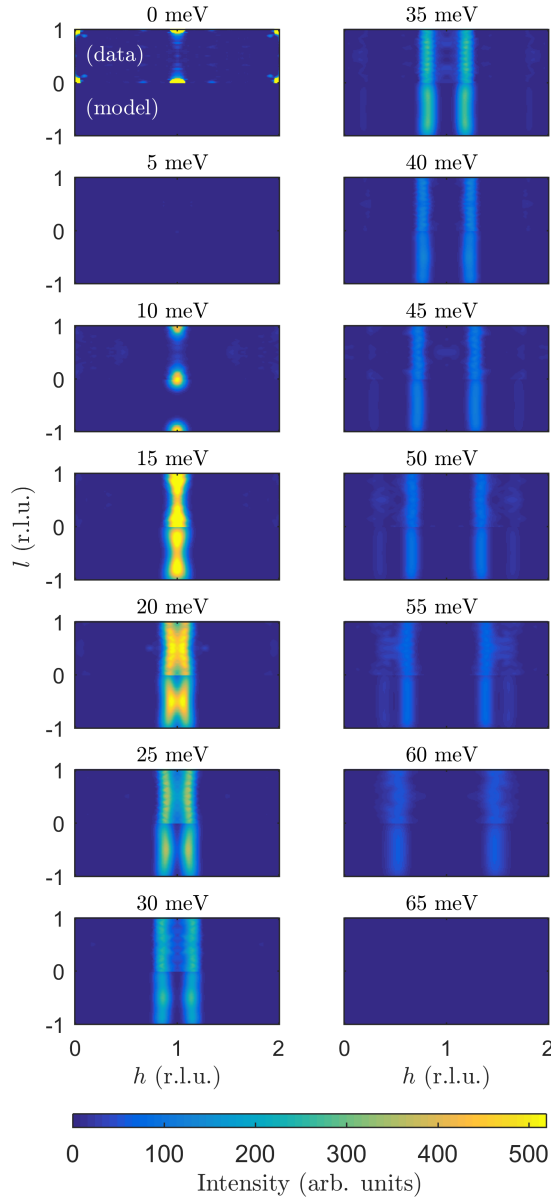 0 meV
1
(data)
0
(model)
-1
5 meV
1
0
-1
10 meV
1
0
-1
15 meV
1
0
-1
20 meV
1
0
-1
25 meV
1
0
-1
30 meV
1
0
-1
0 1 2
h (r.l.u.)
l (r.l.u.)
35 meV
40 meV
45 meV
50 meV
55 meV
60 meV
65 meV
0 1 2
h (r.l.u.)
0 100 200 300 400 500
Intensity (arb. units)